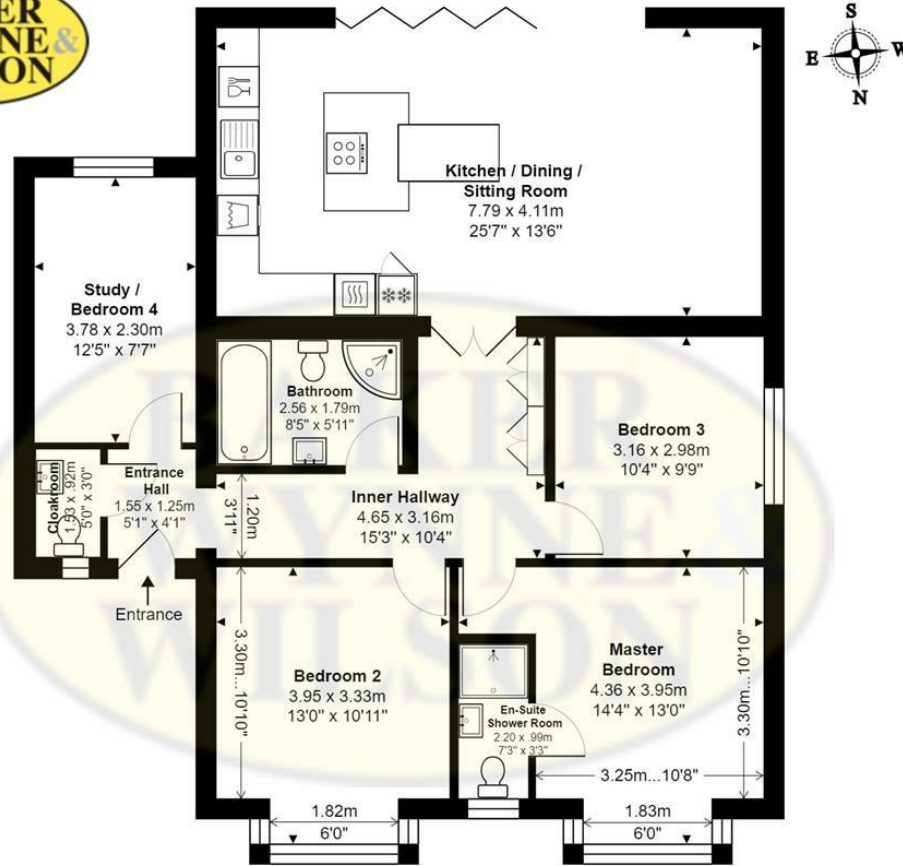 ER
NE &
ON
S
E
W
N
Kitchen / Dining /
Sitting Room
7.79 x 4.11m
25'7" x 13'6"
Study /
Bedroom 4
3.78 x 2.30m
12'5" x 7'7"
Bathroom
2.56 x 1.79m
8'5" x 5'11"
Bedroom 3
3.16 x 2.98m
10'4" x 9'9"
Cloakroom
1.53 x .92m
5'0" x 3'0"
Entrance
Hall
1.55 x 1.25m
5'1" x 4'1"
1.20m
3'11"
Inner Hallway
4.65 x 3.16m
15'3" x 10'4"
Entrance
3.30m...10'10"
Bedroom 2
3.95 x 3.33m
13'0" x 10'11"
En-Suite
Shower Room
2.20 x .99m
7'3" x 3'3"
Master
Bedroom
4.36 x 3.95m
14'4" x 13'0"
3.30m...10'10"
3.25m...10'8"
1.82m
6'0"
1.83m
6'0"
BAKER
WYNNE &
WILSON